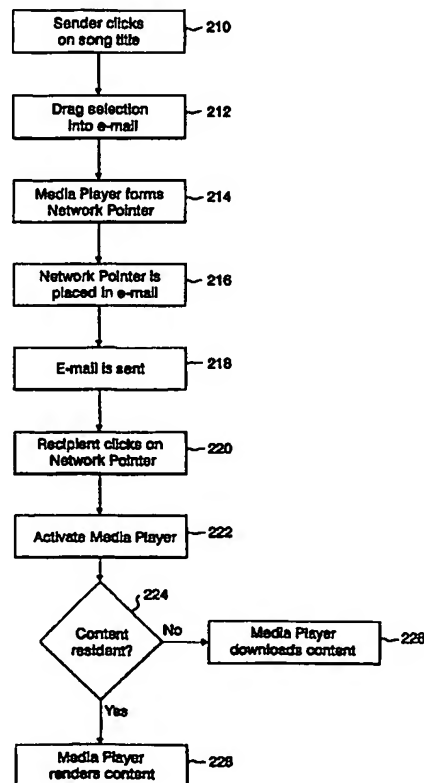 Sender clicks
on song title
210
Drag selection
into e-mail
212
Media Player forms
Network Pointer
214
Network Pointer is
placed in e-mail
216
E-mail is sent
218
Recipient clicks on
Network Pointer
220
Activate Media Player
222
224
Content
resident?
No
Media Player
downloads content
226
Yes
Media Player
renders content
228